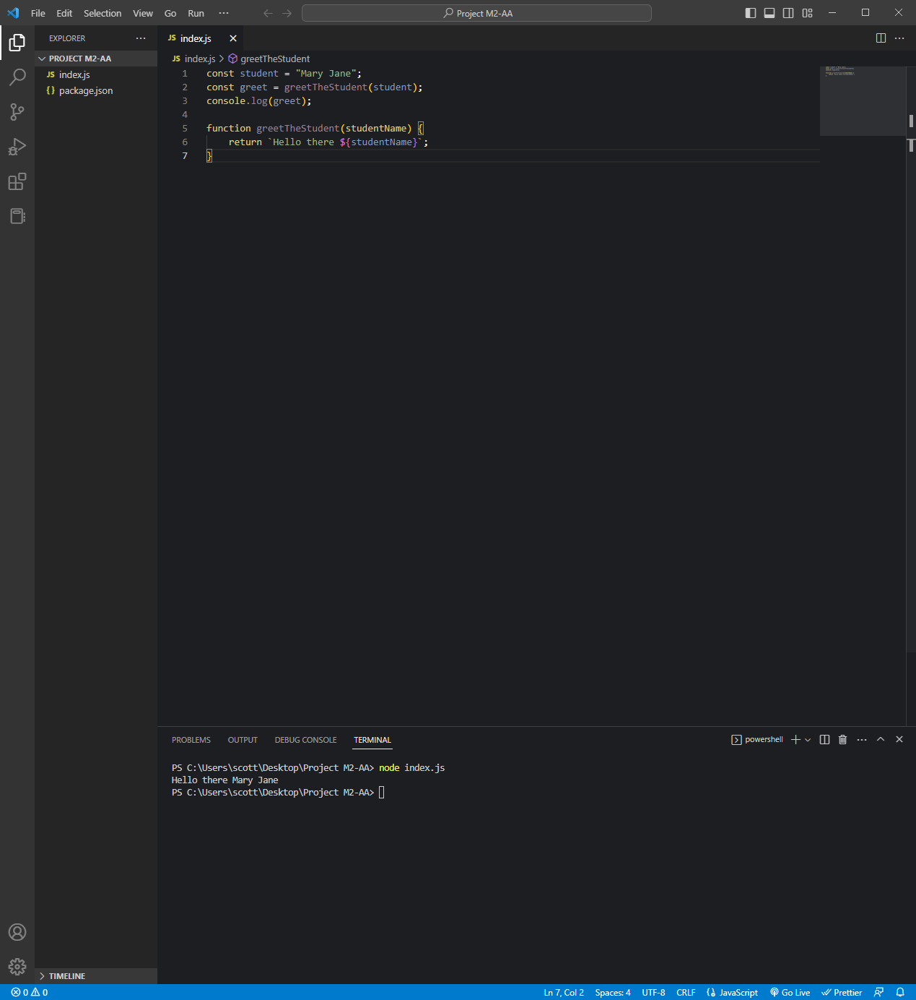 File Edit Selection View Go Run ··· Project M2-AA
EXPLORER ···
PROJECT M2-AA
JS index.js
{} package.json
JS index.js
JS index.js > greetTheStudent
1 const student = "Mary Jane";
2 const greet = greetTheStudent(student);
3 console.log(greet);
4
5 function greetTheStudent(studentName) {
6 return `Hello there ${studentName}`;
7 }
PROBLEMS OUTPUT DEBUG CONSOLE TERMINAL powershell
PS C:\Users\scott\Desktop\Project M2-AA> node index.js
Hello there Mary Jane
PS C:\Users\scott\Desktop\Project M2-AA>
TIMELINE
0 0 Ln 7, Col 2 Spaces: 4 UTF-8 CRLF JavaScript Go Live Prettier